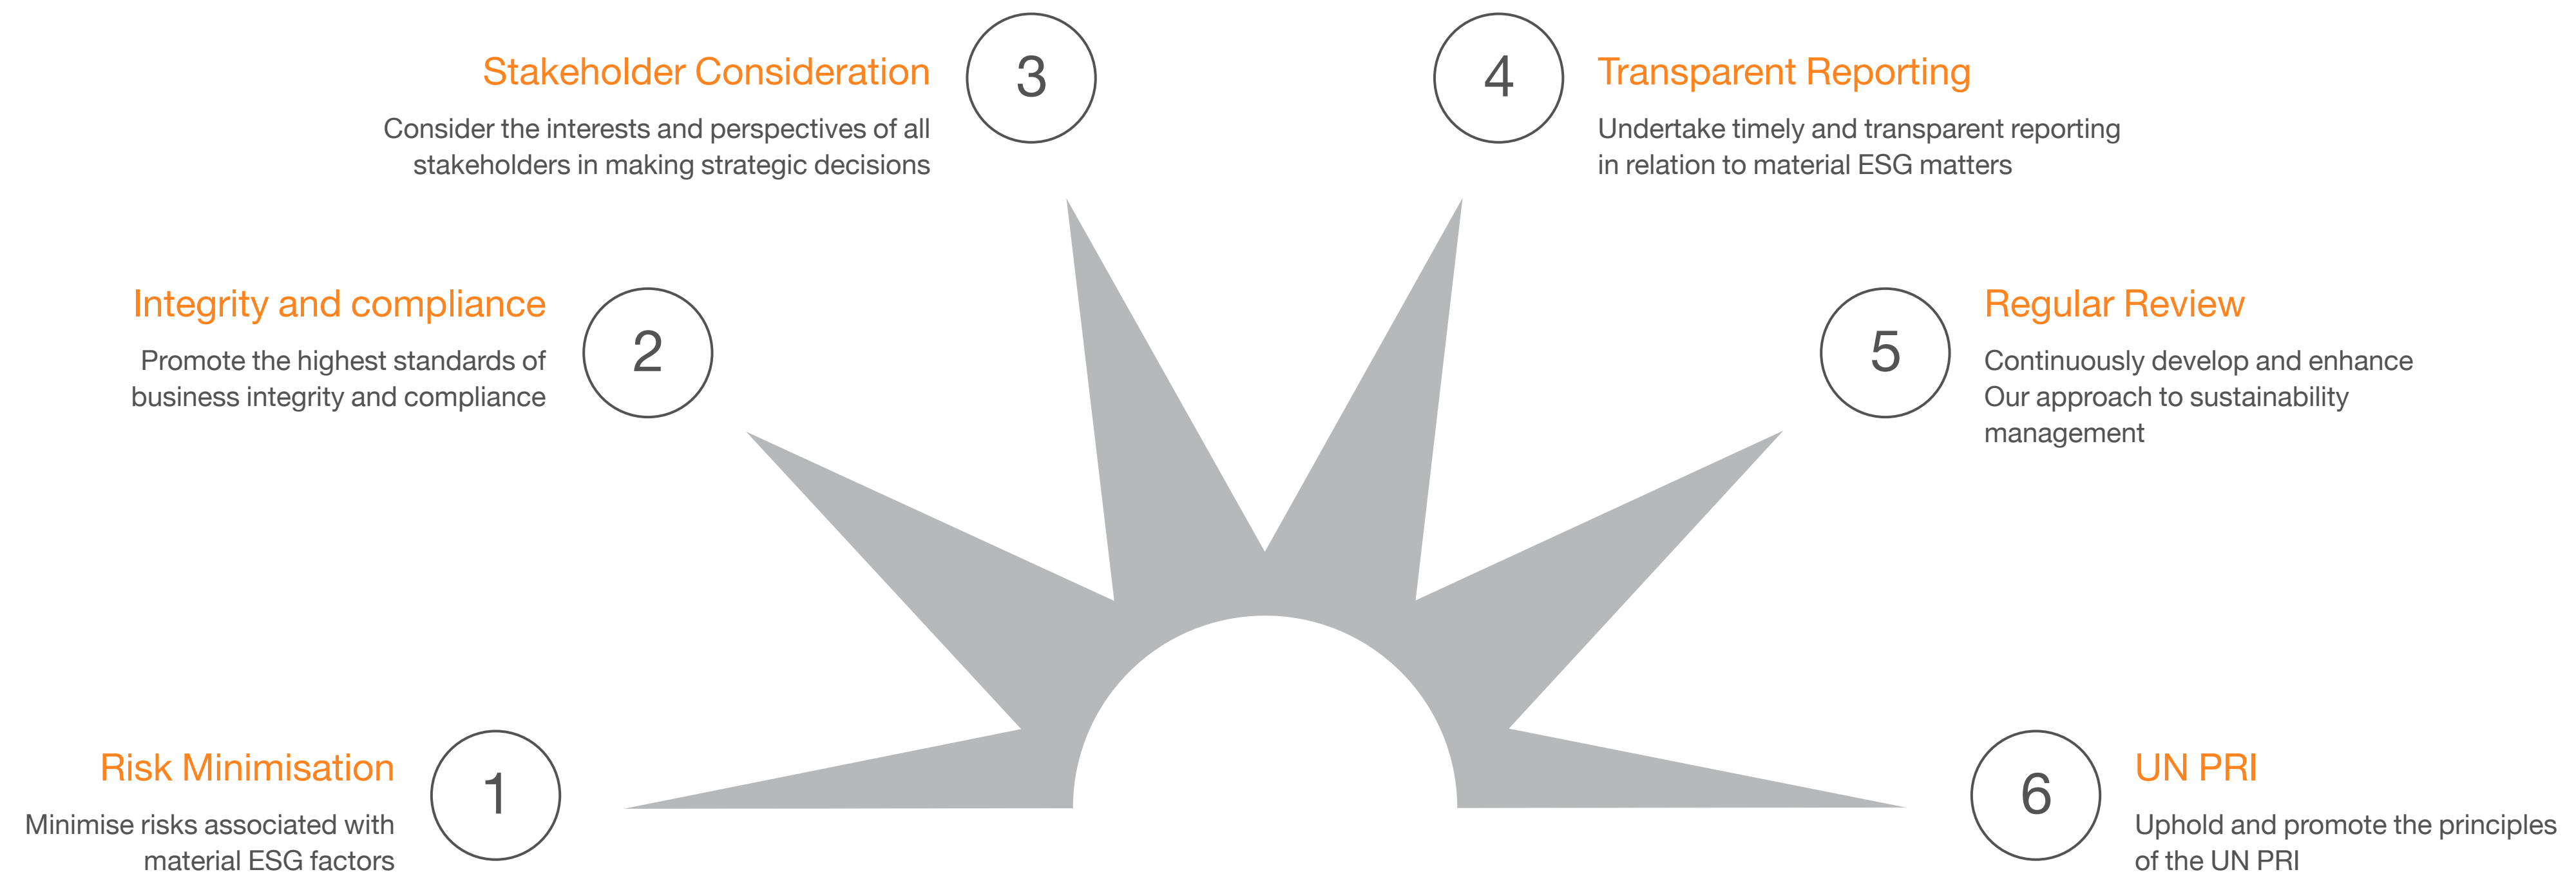 1
Risk Minimisation
Minimise risks associated with
material ESG factors
2
Integrity and compliance
Promote the highest standards of
business integrity and compliance
3
Stakeholder Consideration
Consider the interests and perspectives of all
stakeholders in making strategic decisions
4
Transparent Reporting
Undertake timely and transparent reporting
in relation to material ESG matters
5
Regular Review
Continuously develop and enhance
Our approach to sustainability
management
6
UN PRI
Uphold and promote the principles
of the UN PRI